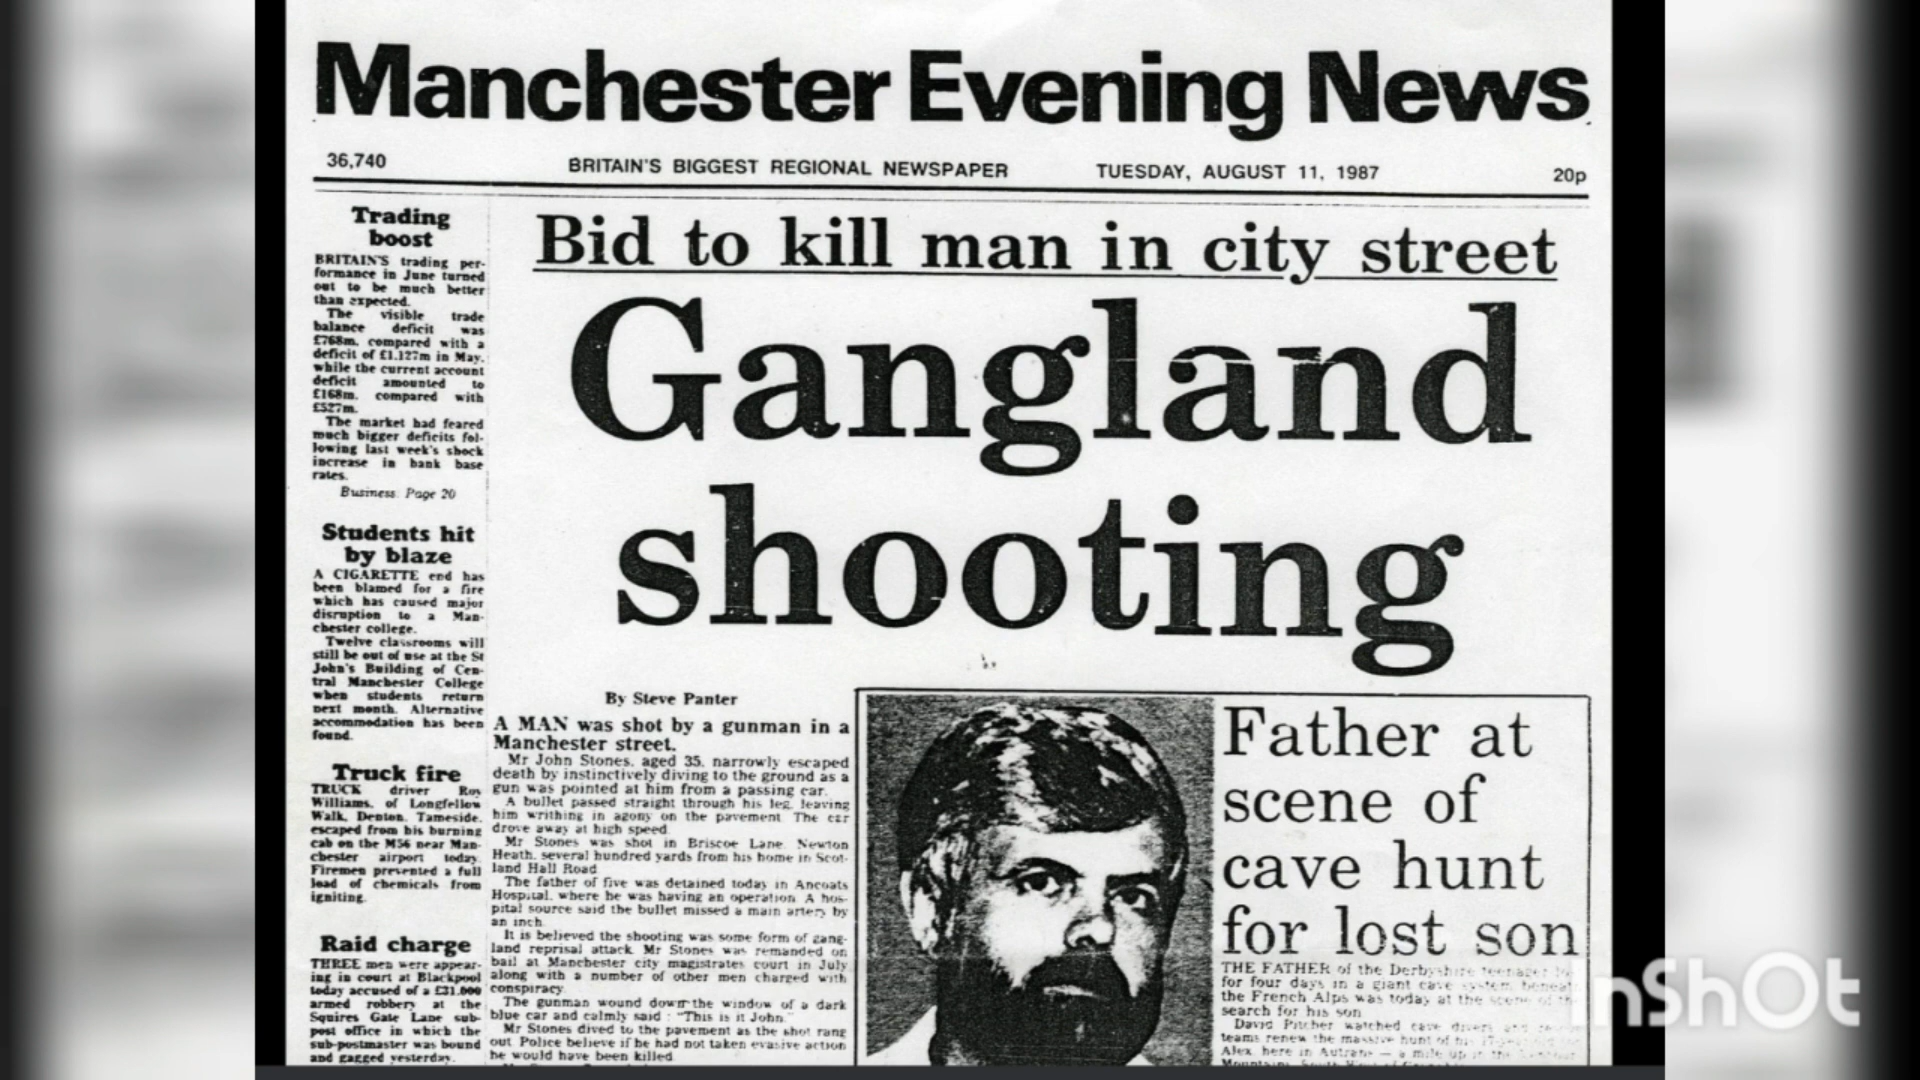 Manchester Evening News
36,740
BRITAIN'S BIGGEST REGIONAL NEWSPAPER
TUESDAY, AUGUST 11, 1987
20p
Trading
boost
BRITAIN'S trading per-
formance in June turned
out to be much better
than expected.
The visible trade
balance deficit was
£768m. compared with a
deficit of £1,127m in May,
while the current account
deficit amounted to
£168m. compared with
£527m.
The market had feared
much bigger deficits fol-
lowing last week's shock
increase in bank base
rates.
Business: Page 20
Students hit
by blaze
A CIGARETTE end has
been blamed for a fire
which has caused major
disruption to a Man-
chester college.
Twelve classrooms will
still be out of use at the St
John's Building of Cen-
tral Manchester College
when students return
next month. Alternative
accommodation has been
found.
Truck fire
TRUCK driver Roy
Williams, of Longfellow
Walk, Denton, Tameside,
escaped from his burning
cab on the M56 near Man-
chester airport today.
Firemen prevented a full
load of chemicals from
igniting.
Raid charge
THREE men were appear-
ing in court at Blackpool
today accused of a £31,000
armed robbery at the
Squires Gate Lane sub-
post office in which the
sub-postmaster was bound
and gagged yesterday.
Bid to kill man in city street
Gangland
shooting
By Steve Panter
A MAN was shot by a gunman in a
Manchester street.
Mr John Stones, aged 35, narrowly escaped
death by instinctively diving to the ground as a
gun was pointed at him from a passing car.
A bullet passed straight through his leg, leaving
him writhing in agony on the pavement. The car
drove away at high speed.
Mr Stones was shot in Briscoe Lane, Newton
Heath, several hundred yards from his home in Scot-
land Hall Road.
The father of five was detained today in Ancoats
Hospital, where he was having an operation. A hos-
pital source said the bullet missed a main artery by
an inch.
It is believed the shooting was some form of gang-
land reprisal attack. Mr Stones was remanded on
bail at Manchester city magistrates court in July
along with a number of other men charged with
conspiracy.
The gunman wound down the window of a dark
blue car and calmly said : "This is it John."
Mr Stones dived to the pavement as the shot rang
out. Police believe if he had not taken evasive action
he would have been killed.
Father at
scene of
cave hunt
for lost son
THE FATHER of the Derbyshire teenager lost
for four days in a giant cave system beneath
the French Alps was today at the scene of the
search for his son.
David Pitcher watched cave divers and rescue
teams renew the massive hunt of his
Alex here in Autrans — a mile up in the
InShOt